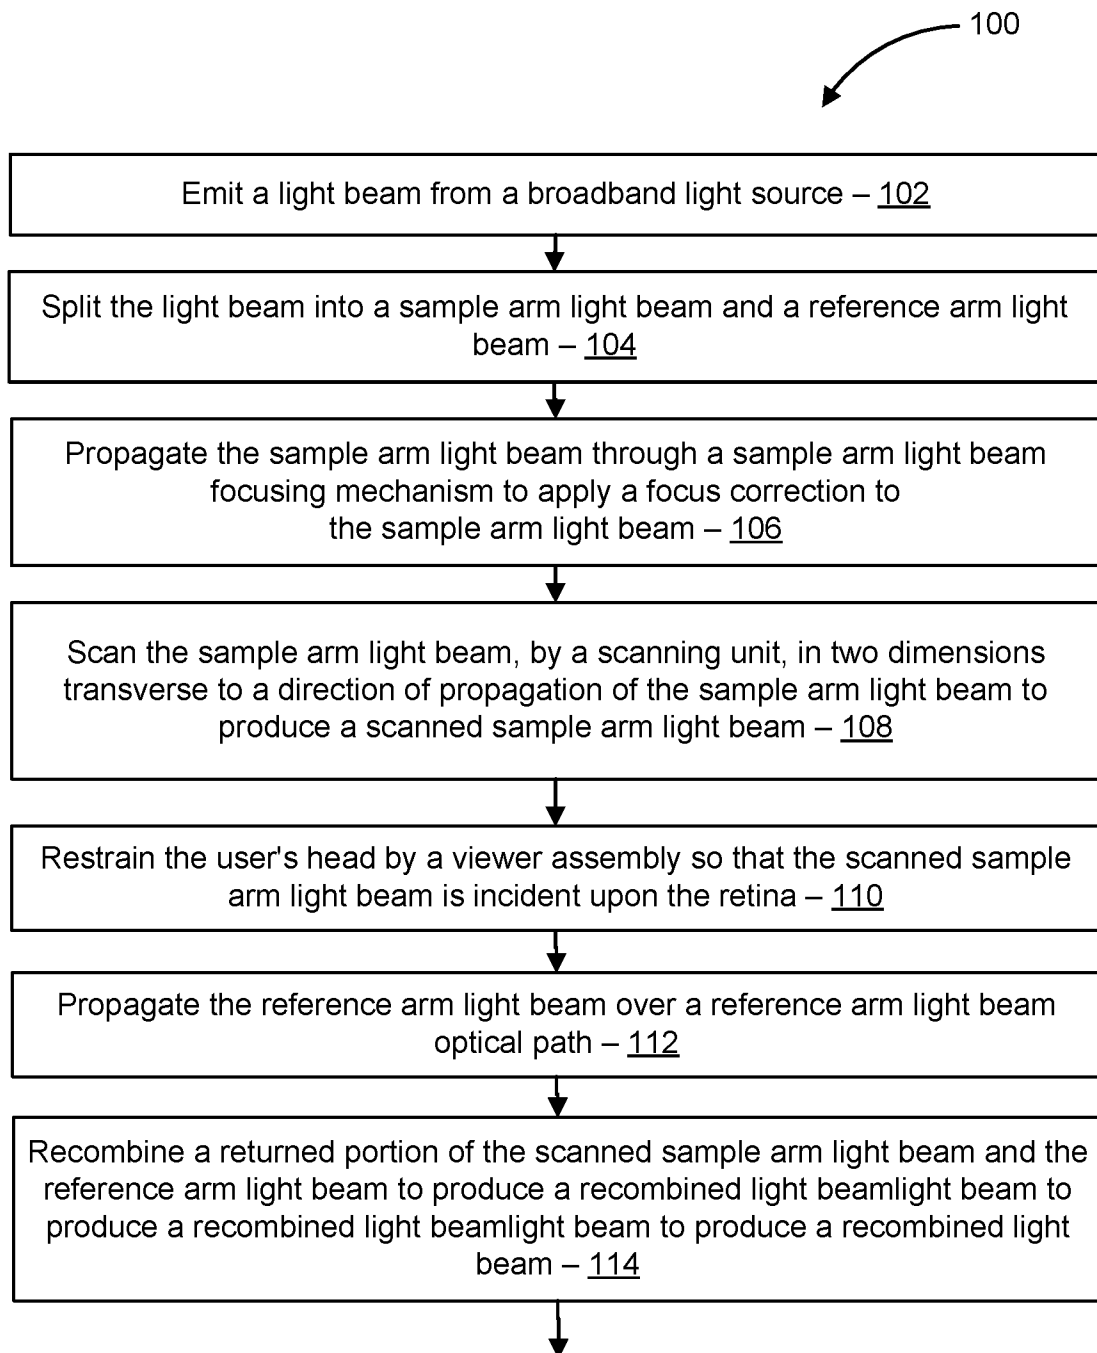 100
Emit a light beam from a broadband light source – 102
Split the light beam into a sample arm light beam and a reference arm light
beam – 104
Propagate the sample arm light beam through a sample arm light beam
focusing mechanism to apply a focus correction to
the sample arm light beam – 106
Scan the sample arm light beam, by a scanning unit, in two dimensions
transverse to a direction of propagation of the sample arm light beam to
produce a scanned sample arm light beam – 108
Restrain the user's head by a viewer assembly so that the scanned sample
arm light beam is incident upon the retina – 110
Propagate the reference arm light beam over a reference arm light beam
optical path – 112
Recombine a returned portion of the scanned sample arm light beam and the
reference arm light beam to produce a recombined light beamlight beam to
produce a recombined light beamlight beam to produce a recombined light
beam – 114